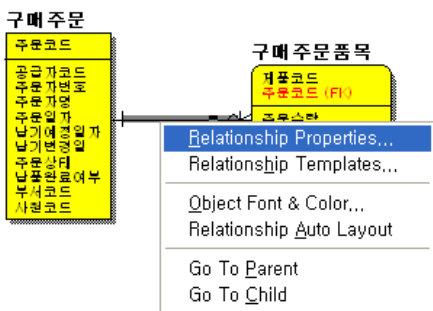 구매주문
주문코드
공급자코드
주문자번호
주문자명
주문일자
납기예정일자
납기변경일
주문상태
납품완료여부
부서코드
사원코드
구매주문품목
제품코드
주문코드 (FK)
주문수량
Relationship Properties...
Relationship Templates...
Object Font & Color...
Relationship Auto Layout
Go To Parent
Go To Child